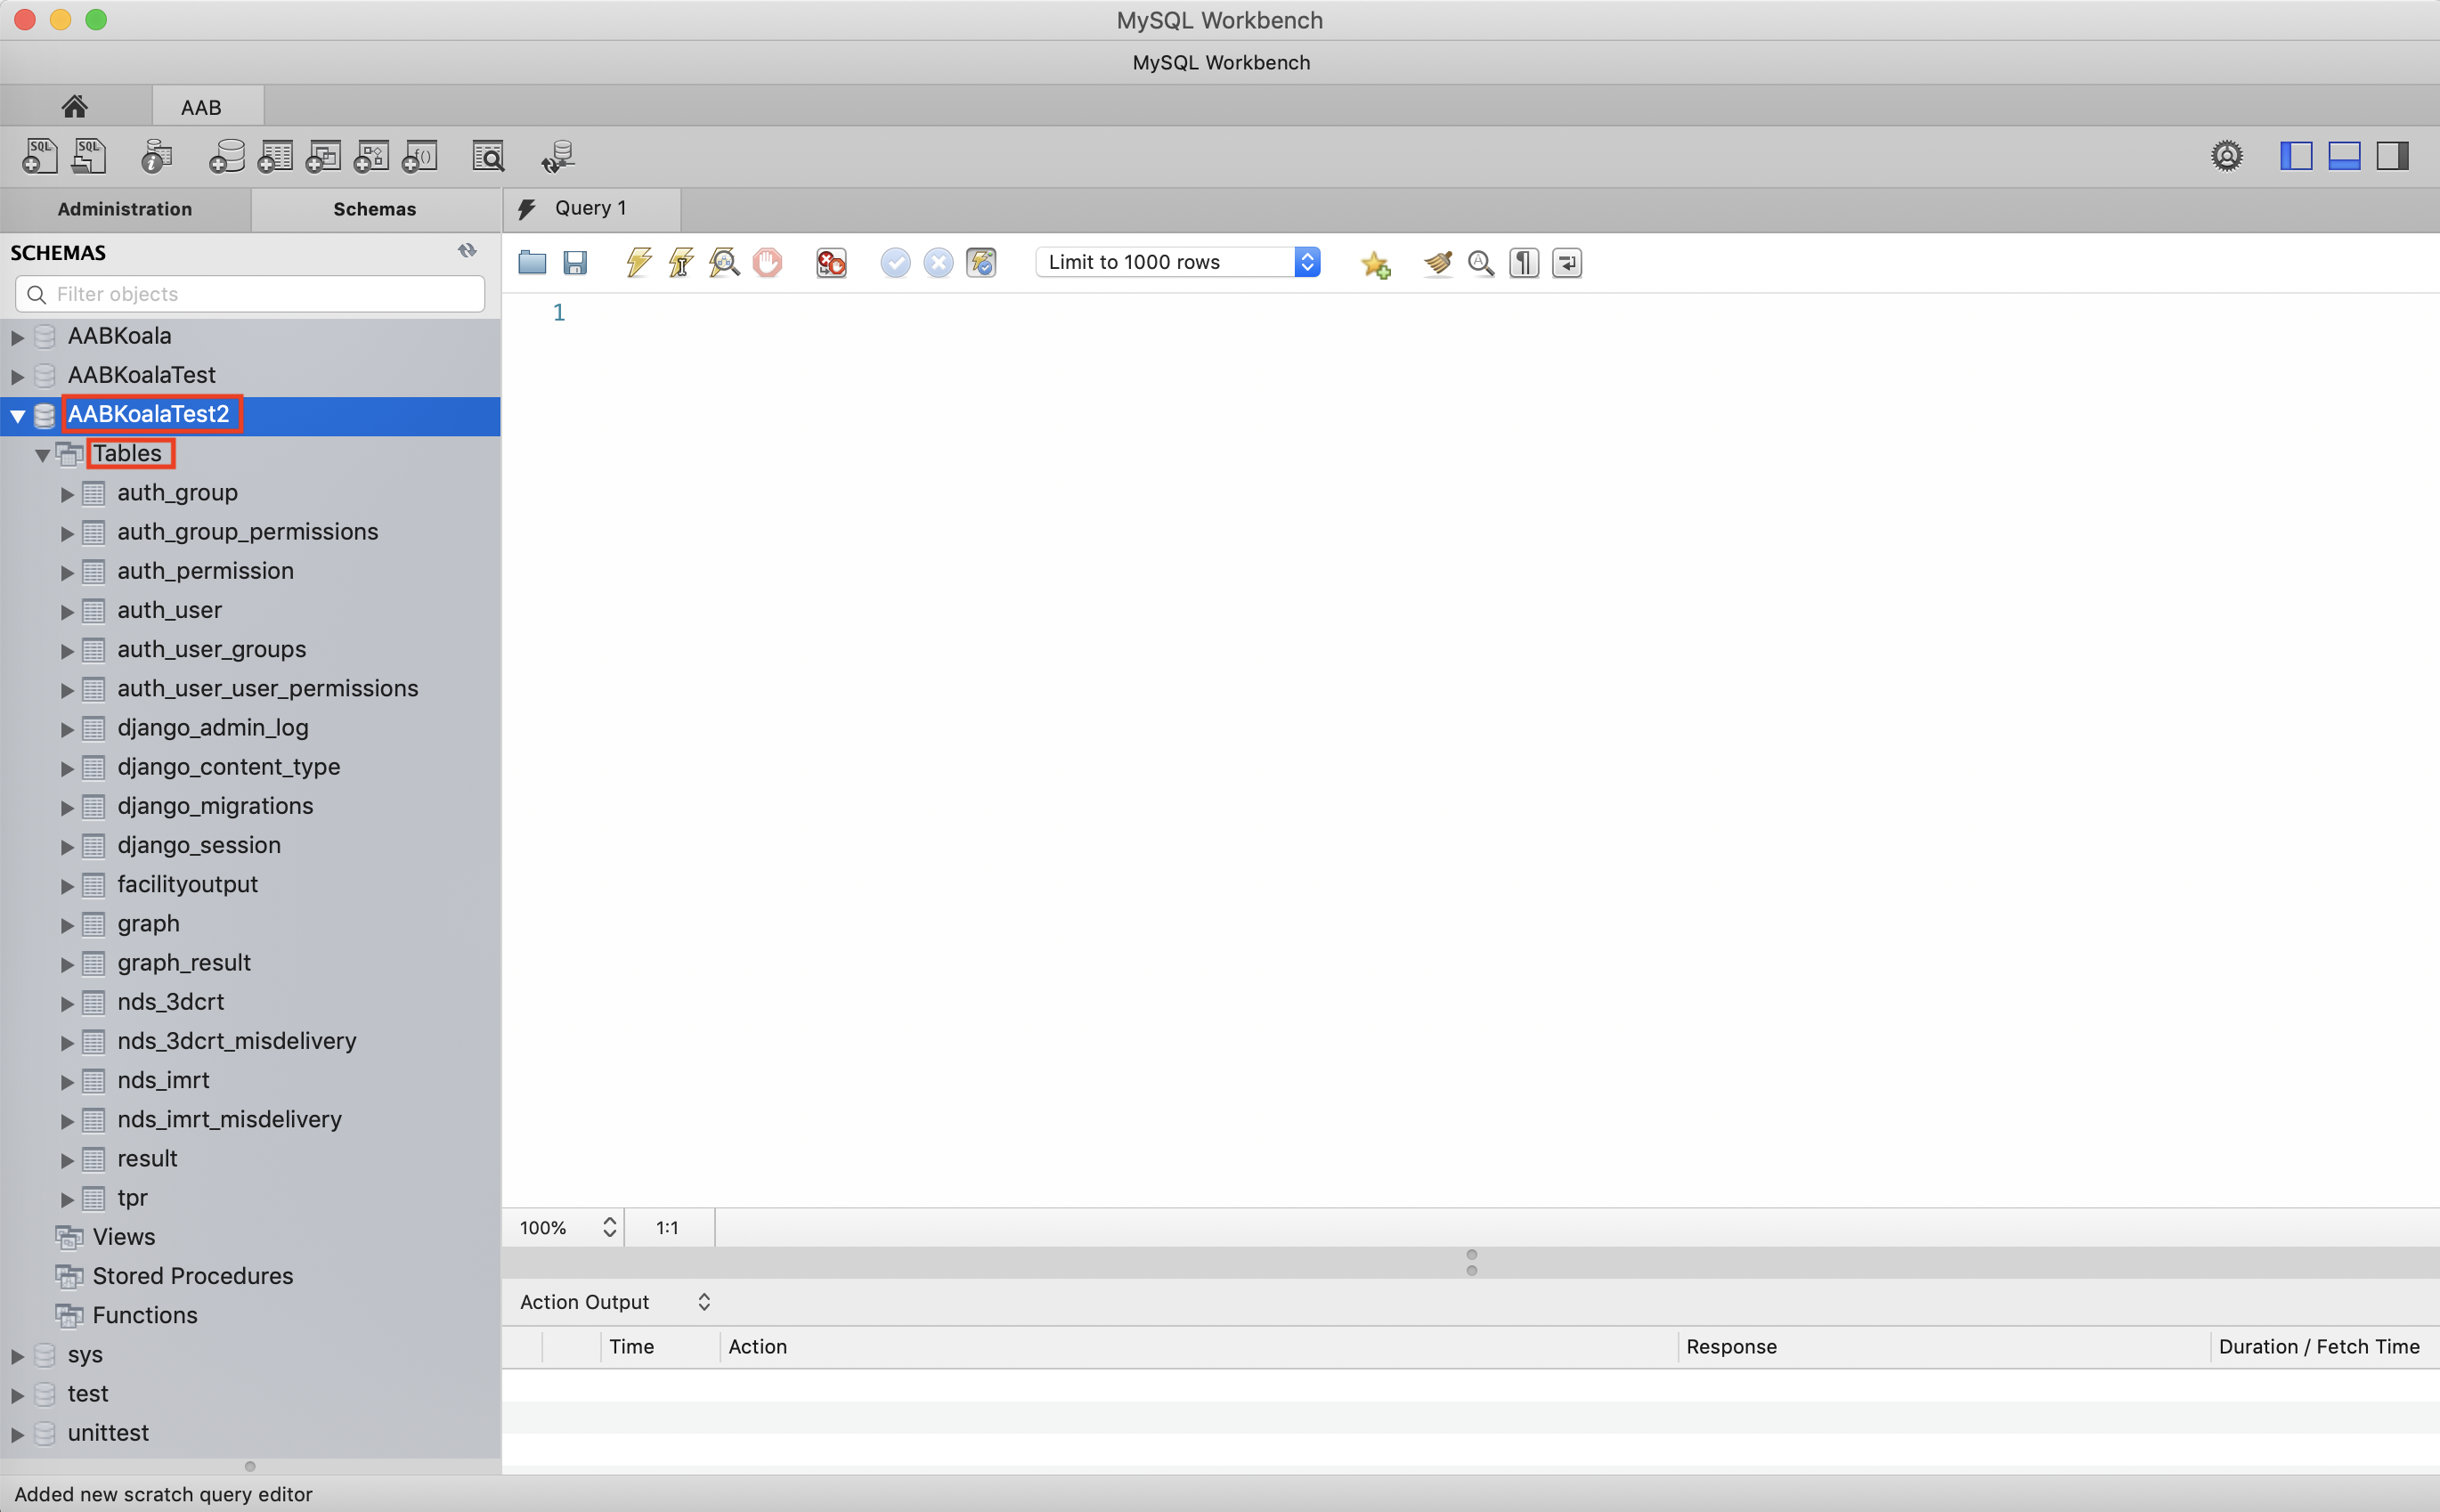 MySQL Workbench
MySQL Workbench
AAB
SQL SQL f()
Administration Schemas Query 1
SCHEMAS
Filter objects
Limit to 1000 rows
1
AABKoala
AABKoalaTest
AABKoalaTest2
Tables
auth_group
auth_group_permissions
auth_permission
auth_user
auth_user_groups
auth_user_user_permissions
django_admin_log
django_content_type
django_migrations
django_session
facilityoutput
graph
graph_result
nds_3dcrt
nds_3dcrt_misdelivery
nds_imrt
nds_imrt_misdelivery
result
tpr
Views
Stored Procedures
Functions
sys
test
unittest
100% 1:1
Action Output
Time Action Response Duration / Fetch Time
Added new scratch query editor